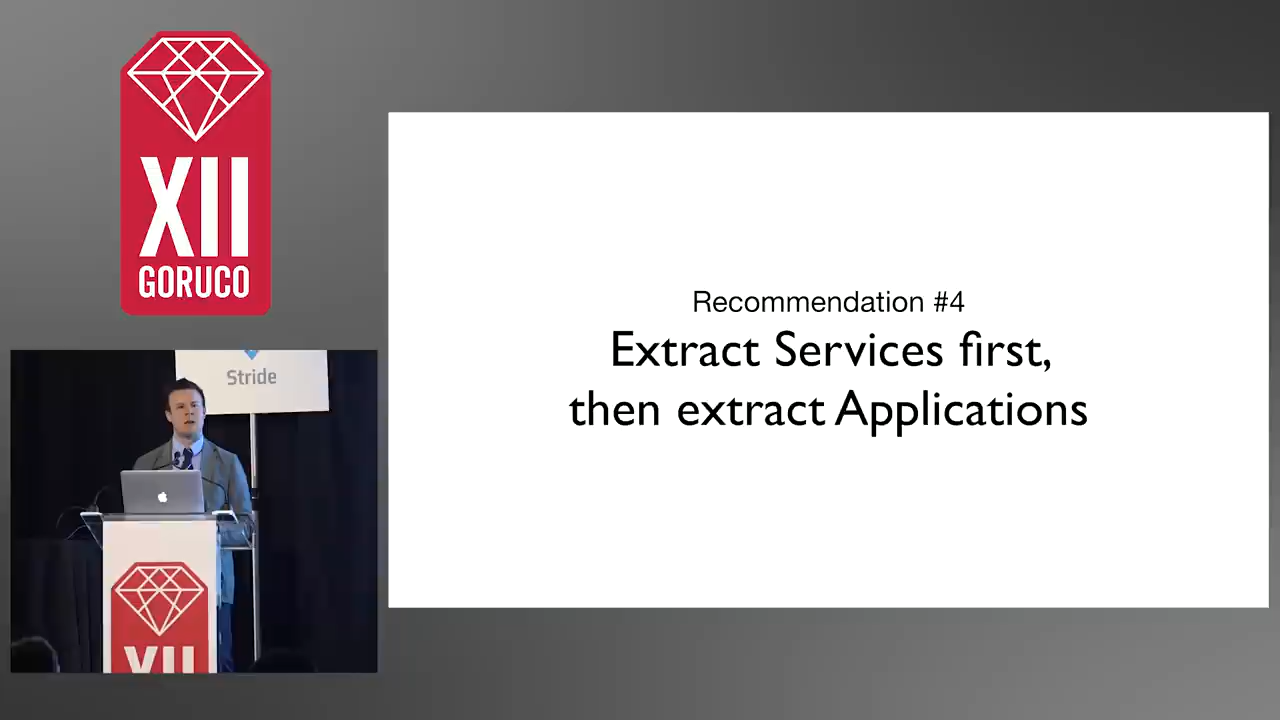 XII
GORUCO
Stride
XII
Recommendation #4
Extract Services first,
then extract Applications